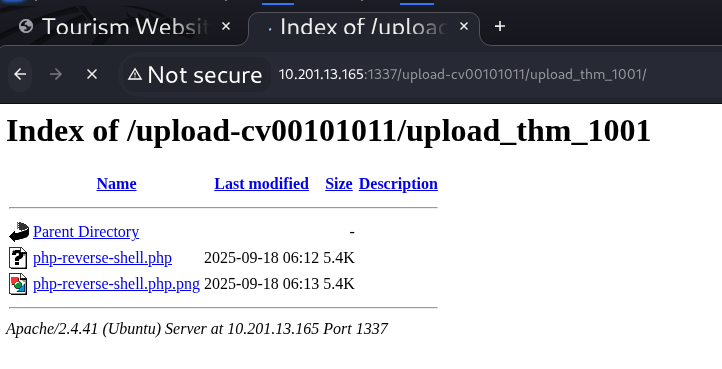 Tourism Websit
Index of /upload
Not secure 10.201.13.165:1337/upload-cv00101011/upload_thm_1001/
Index of /upload-cv00101011/upload_thm_1001
Name Last modified Size Description
Parent Directory -
php-reverse-shell.php 2025-09-18 06:12 5.4K
php-reverse-shell.php.png 2025-09-18 06:13 5.4K
Apache/2.4.41 (Ubuntu) Server at 10.201.13.165 Port 1337